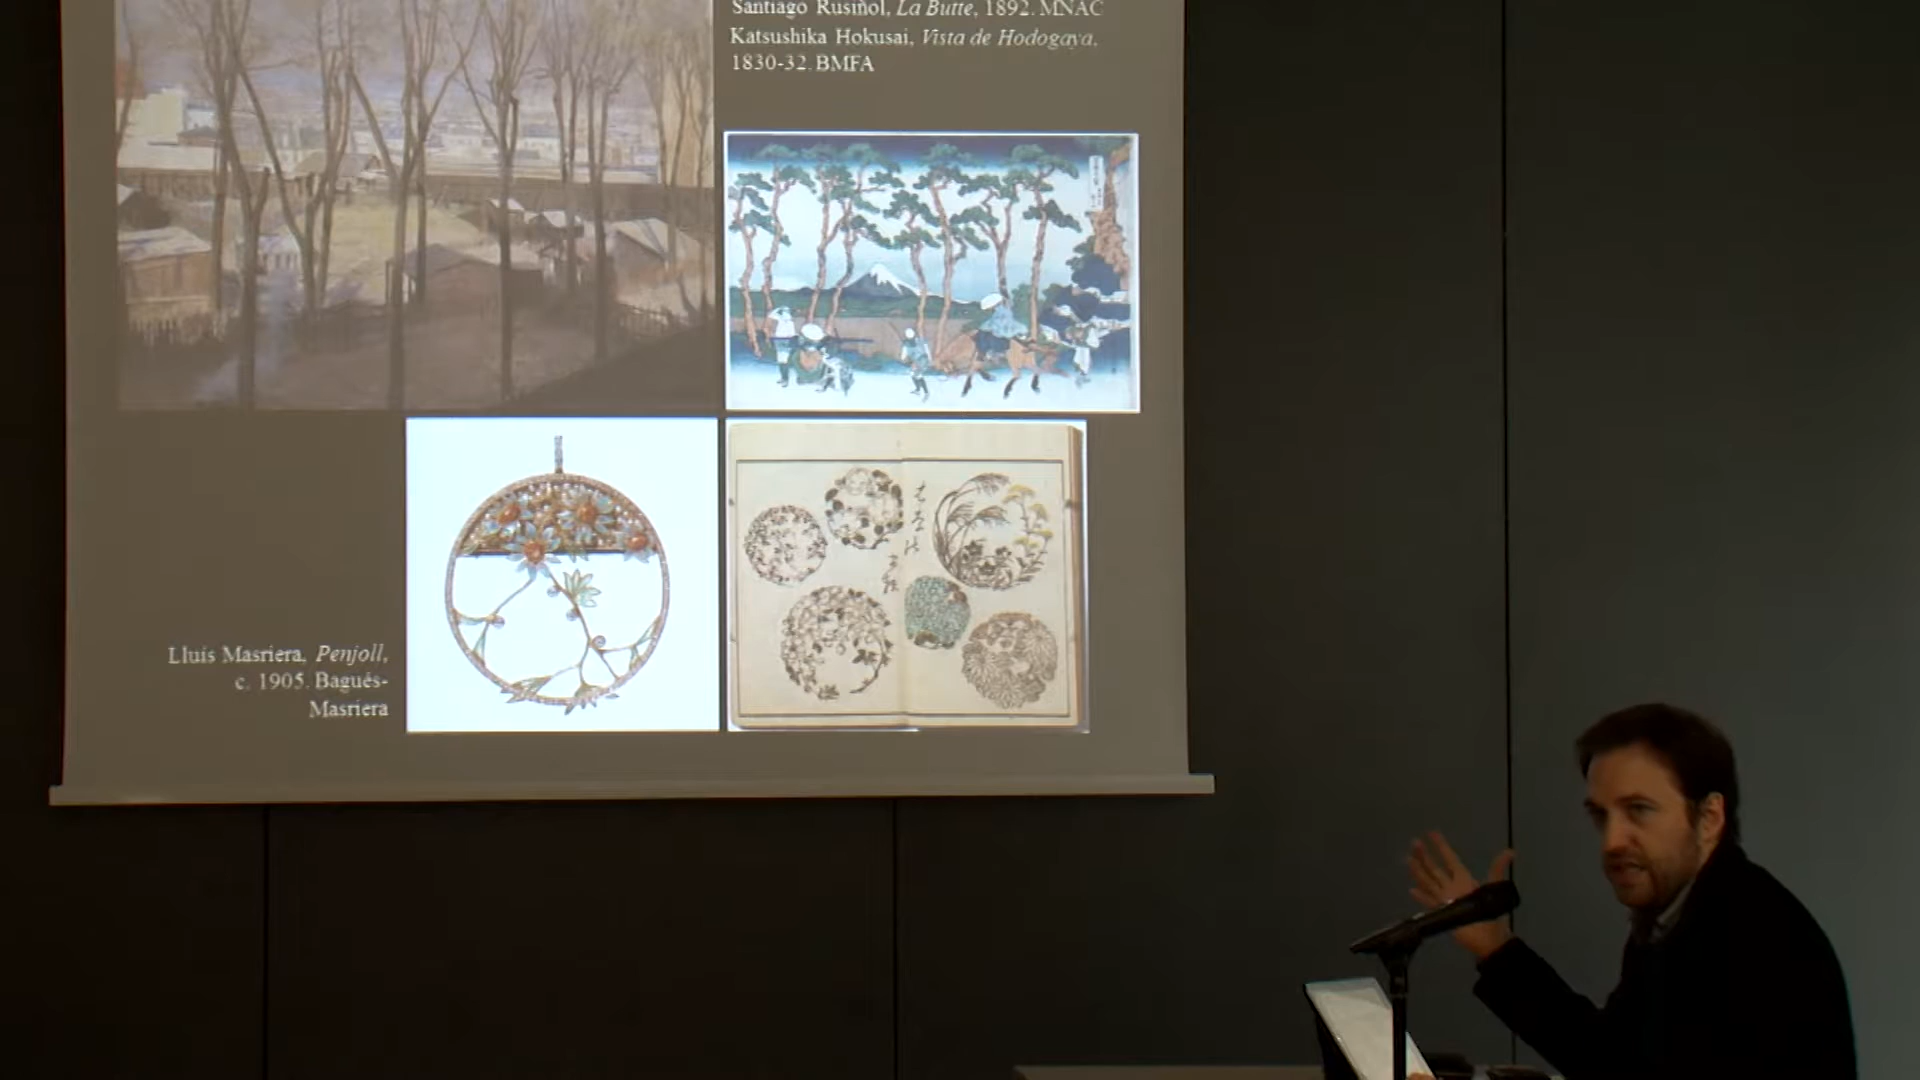 Santiago Rusiñol, La Butte, 1892. MNAC
Katsushika Hokusai, Vista de Hodogaya,
1830-32. BMFA
Lluís Masriera, Penjoll,
c. 1905. Bagués-
Masriera